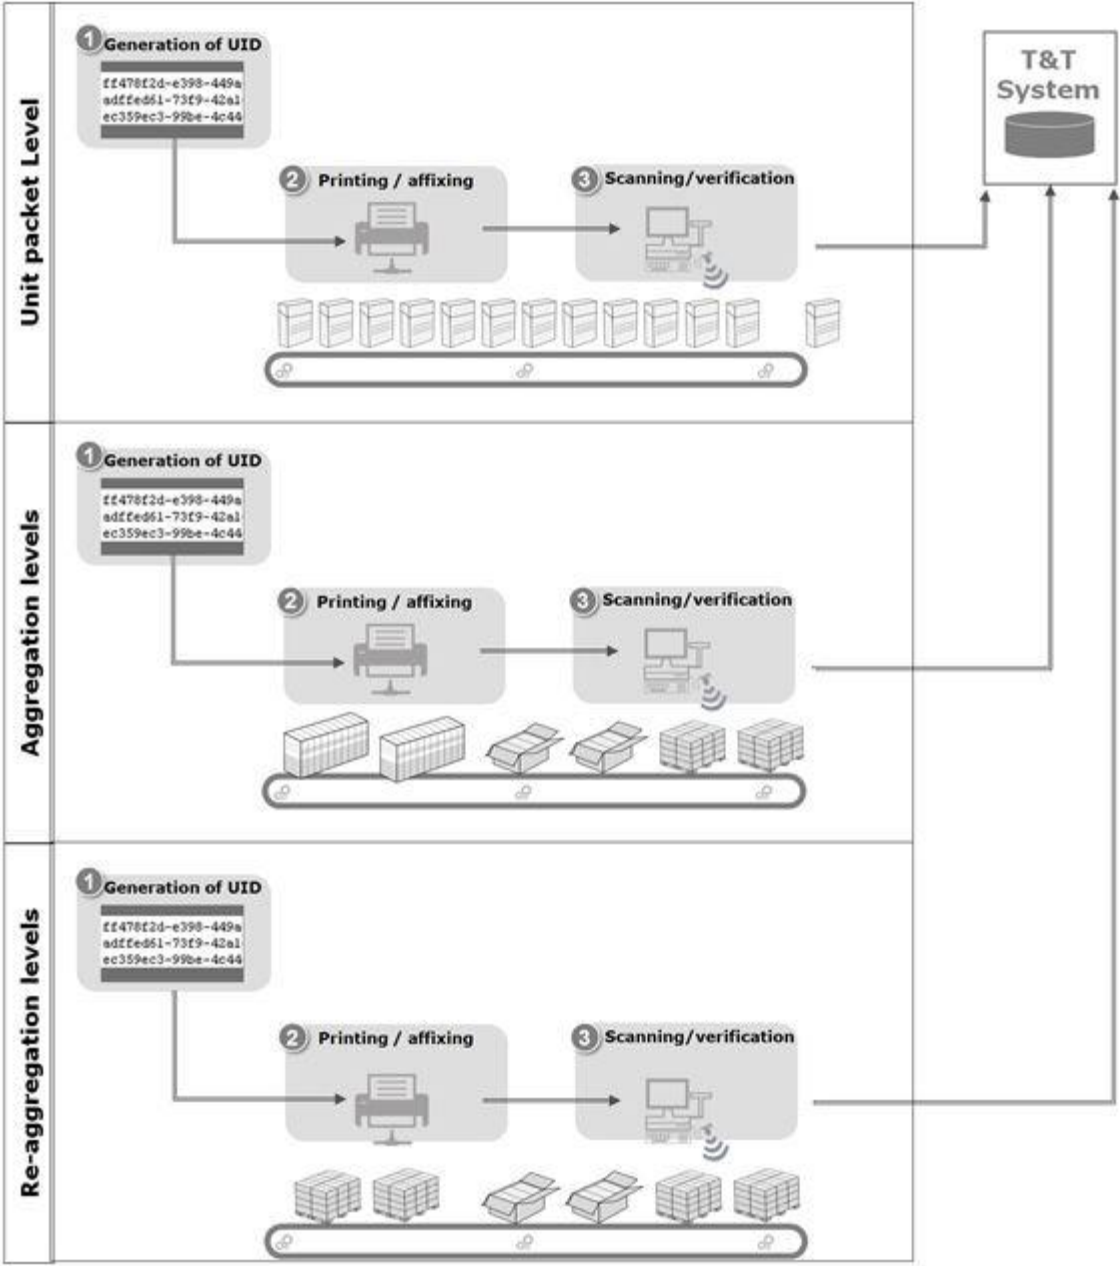 Unit packet Level
1
Generation of UID
ff478f2d-e398-449a
adffed61-73f9-42a1
ec359ec3-99be-4c44
2
Printing / affixing
3
Scanning/verification
T&T
System
Aggregation levels
1
Generation of UID
ff478f2d-e398-449a
adffed61-73f9-42a1
ec359ec3-99be-4c44
2
Printing / affixing
3
Scanning/verification
Re-aggregation levels
1
Generation of UID
ff478f2d-e398-449a
adffed61-73f9-42a1
ec359ec3-99be-4c44
2
Printing / affixing
3
Scanning/verification